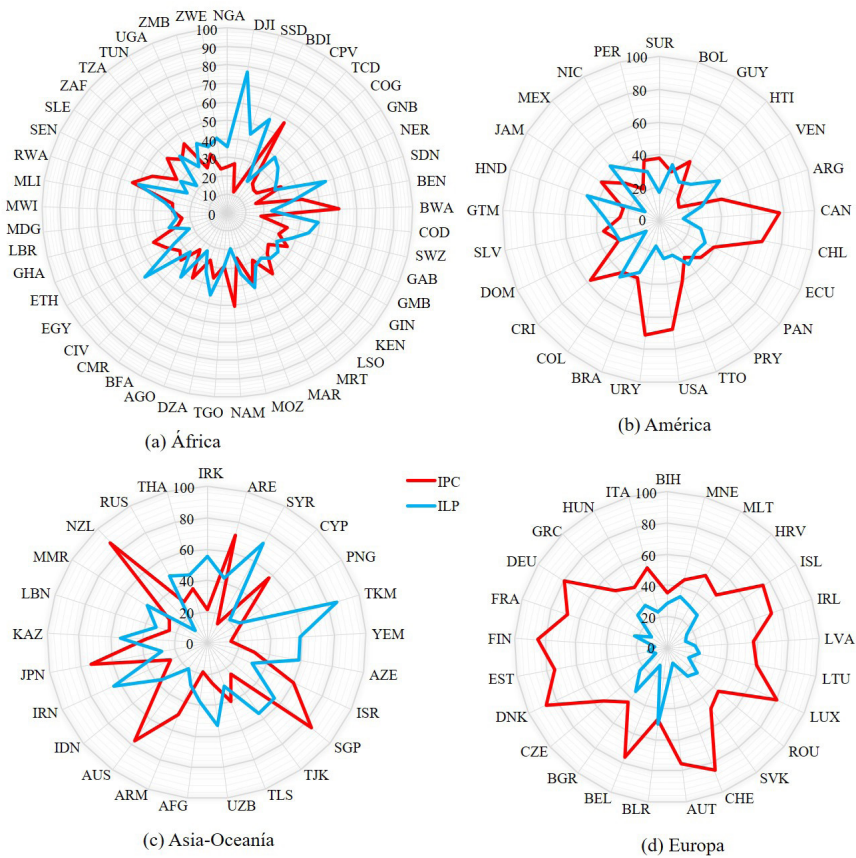 NGA
DJI
SSD
BDI
CPV
TCD
COG
GNB
NER
SDN
BEN
BWA
COD
SWZ
GAB
GMB
GIN
KEN
LSO
MRT
MAR
MOZ
NAM
TGO
DZA
AGO
BFA
CMR
CIV
EGY
ETH
GHA
LBR
MDG
MWI
MLI
RWA
SEN
SLE
ZAF
TZA
TUN
UGA
ZMB
ZWE
100
90
80
70
60
50
40
30
20
10
0
(a) África
SUR
BOL
GUY
HTI
VEN
ARG
CAN
CHL
ECU
PAN
PRY
TTO
USA
URY
BRA
COL
CRI
DOM
SLV
GTM
HND
JAM
MEX
NIC
PER
100
80
60
40
20
0
(b) América
IPC
ILP
IRK
ARE
SYR
CYP
PNG
TKM
YEM
AZE
ISR
SGP
TJK
TLS
UZB
AFG
ARM
AUS
IDN
IRN
JPN
KAZ
LBN
MMR
NZL
RUS
THA
100
80
60
40
20
0
(c) Asia-Oceanía
BIH
MNE
MLT
HRV
ISL
IRL
LVA
LTU
LUX
ROU
SVK
CHE
AUT
BLR
BEL
BGR
CZE
DNK
EST
FIN
FRA
DEU
GRC
HUN
ITA
100
80
60
40
20
0
(d) Europa